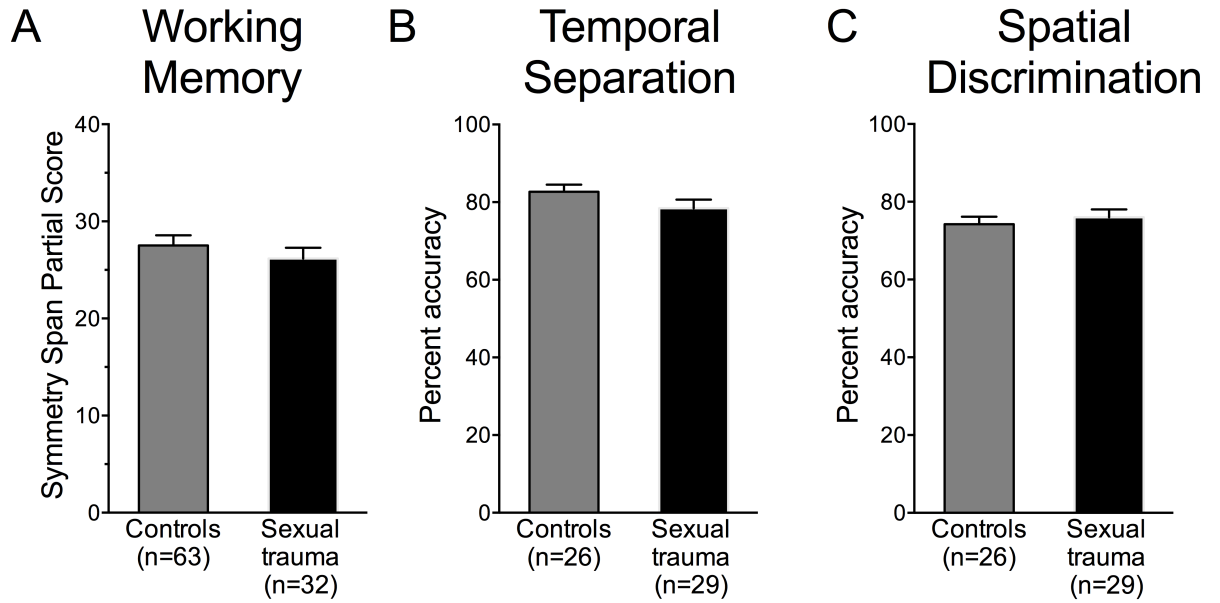 A
Working
Memory
Symmetry Span Partial Score
40
30
20
10
0
Controls
(n=63)
Sexual
trauma
(n=32)
B
Temporal
Separation
Percent accuracy
100
80
60
40
20
0
Controls
(n=26)
Sexual
trauma
(n=29)
C
Spatial
Discrimination
Percent accuracy
100
80
60
40
20
0
Controls
(n=26)
Sexual
trauma
(n=29)